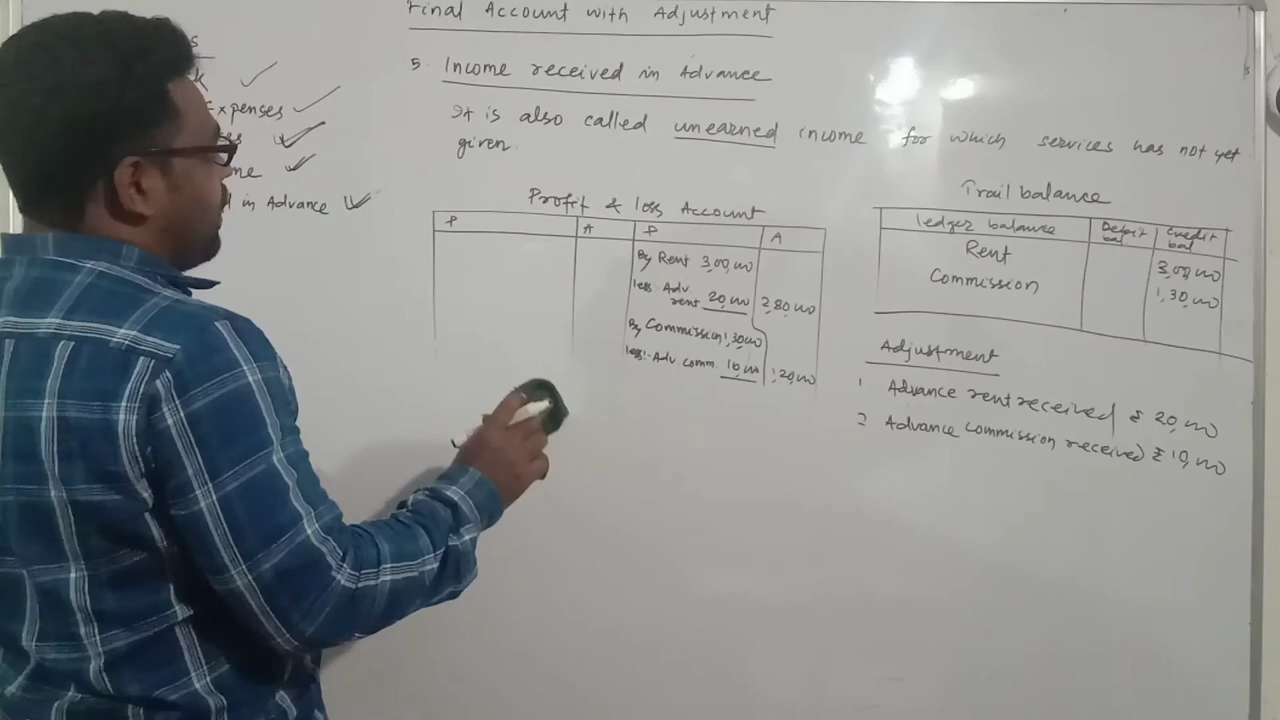 Final Account with Adjustment
s
k
Expenses
me
in Advance
5. Income received in Advance
It is also called unearned income for which services has not yet
given.
Profit & loss Account
P A P A
By Rent 3,00,000
less. Adv
rent 20,000 2,80,000
By Commission 1,30,000
less:- Adv comm. 10,000 1,20,000
Trail balance
ledger balance Debit bal Credit bal
Rent 3,00,000
Commission 1,30,000
Adjustment
1. Advance rent received ₹ 20,000
2 Advance commission received ₹ 10,000